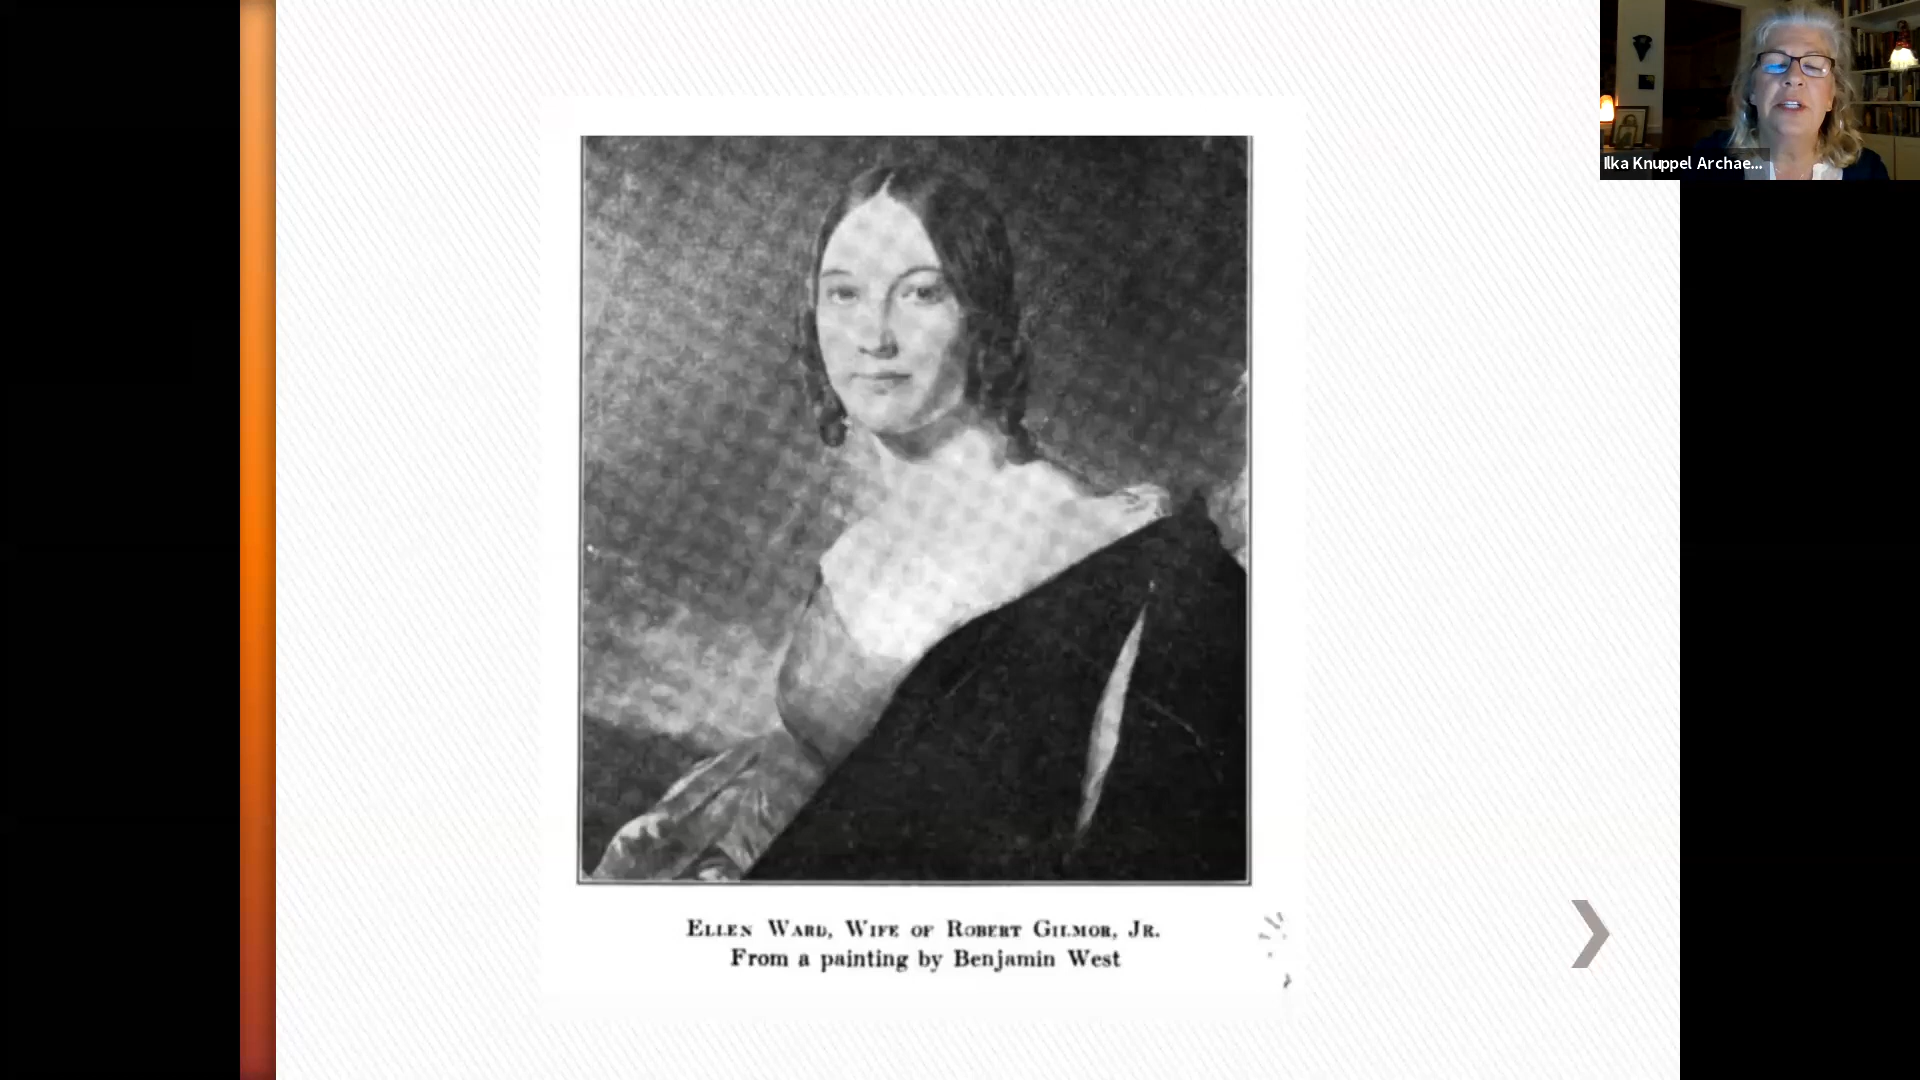 Ilka Knuppel Archae...
Ellen Ward, Wife of Robert Gilmor, Jr.
From a painting by Benjamin West